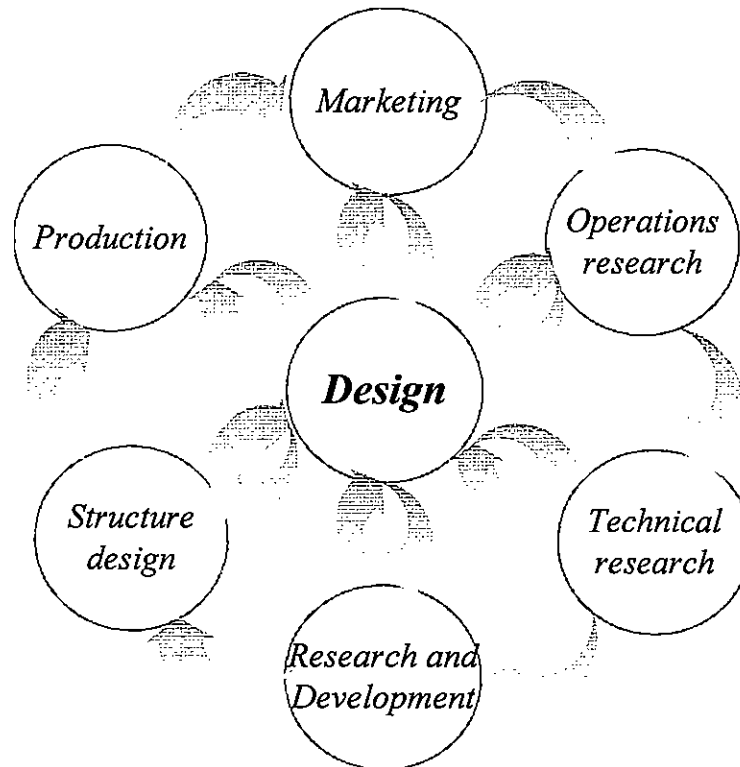 Marketing
Production
Operations
research
Design
Structure
design
Technical
research
Research and
Development